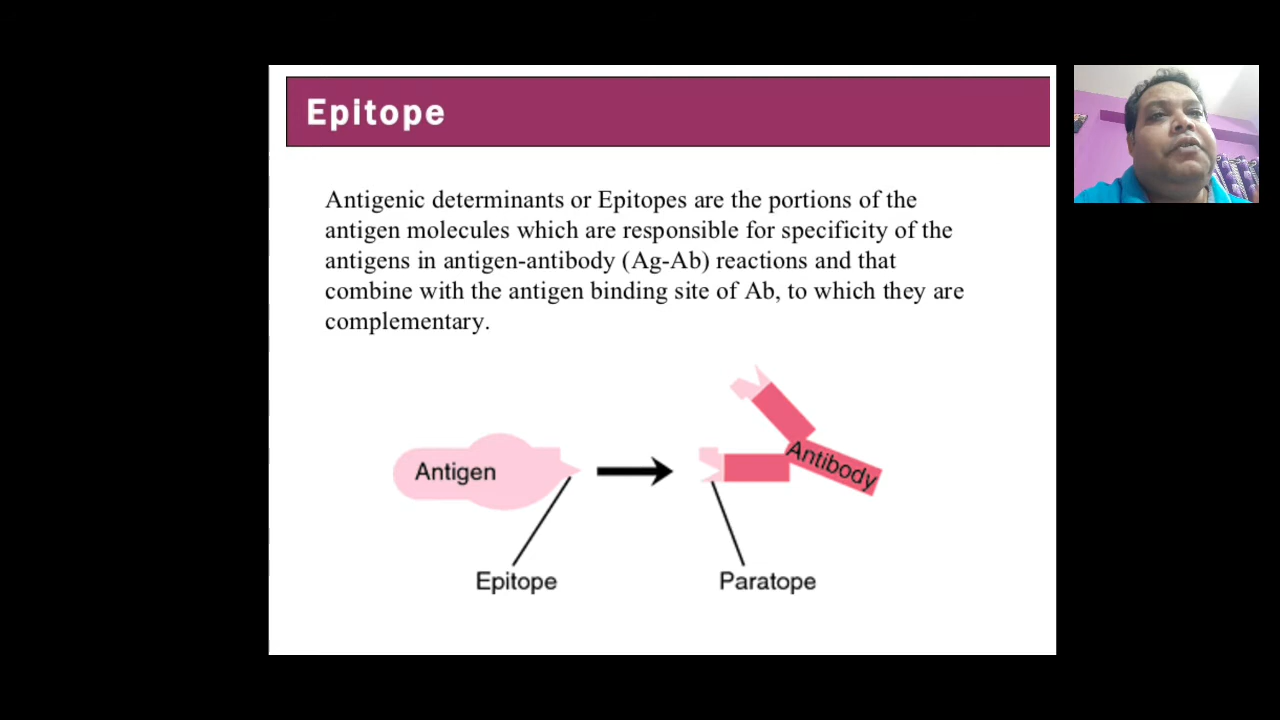 Epitope
Antigenic determinants or Epitopes are the portions of the
antigen molecules which are responsible for specificity of the
antigens in antigen-antibody (Ag-Ab) reactions and that
combine with the antigen binding site of Ab, to which they are
complementary.
Antigen
Antibody
Epitope
Paratope